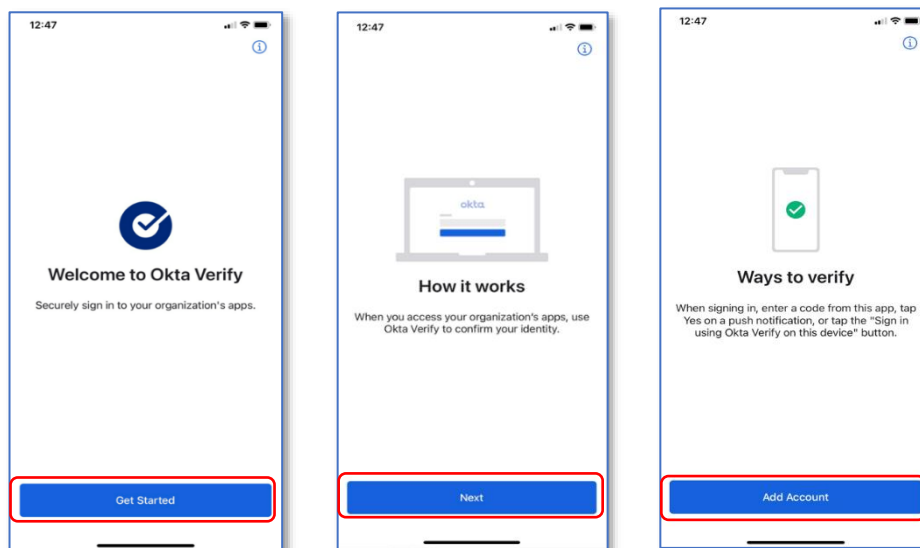 12:47
Welcome to Okta Verify
Securely sign in to your organization's apps.
Get Started
12:47
okta
How it works
When you access your organization's apps, use
Okta Verify to confirm your identity.
Next
12:47
Ways to verify
When signing in, enter a code from this app, tap
Yes on a push notification, or tap the "Sign in
using Okta Verify on this device" button.
Add Account